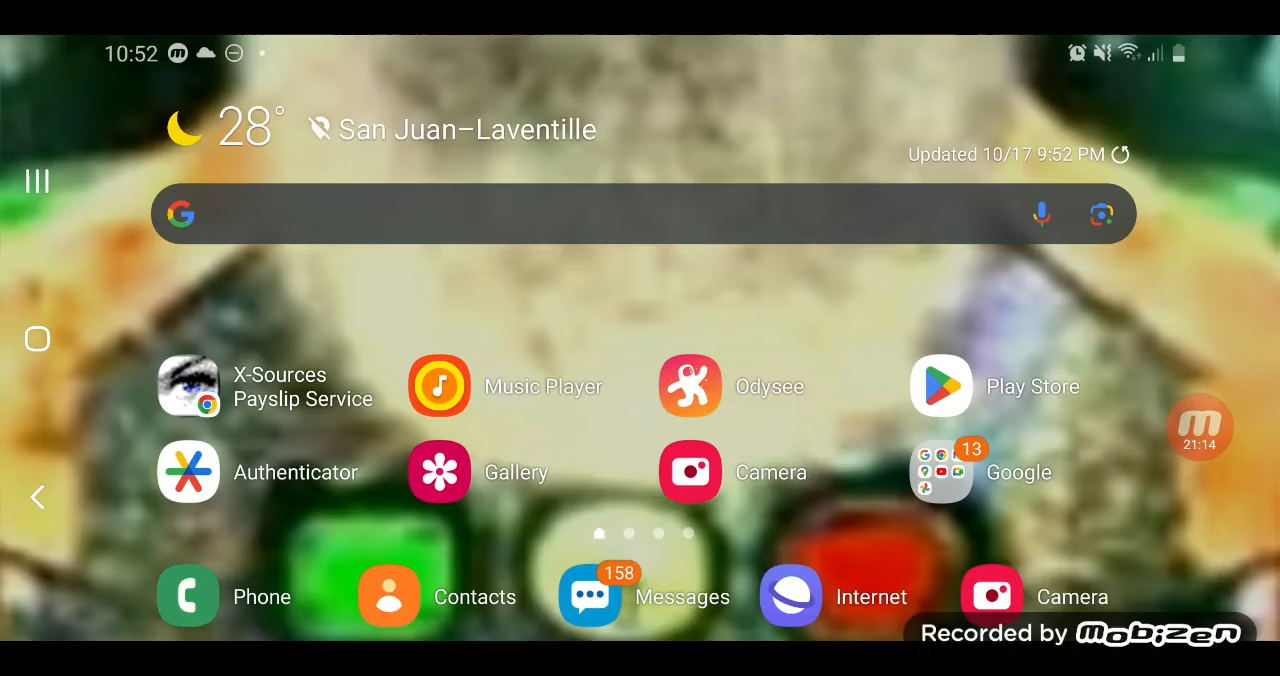 10:52
28°
San Juan–Laventille
Updated 10/17 9:52 PM
X-Sources
Payslip Service
Music Player
Odysee
Play Store
21:14
Authenticator
Gallery
Camera
13
Google
Phone
Contacts
158
Messages
Internet
Camera
Recorded by mobizen